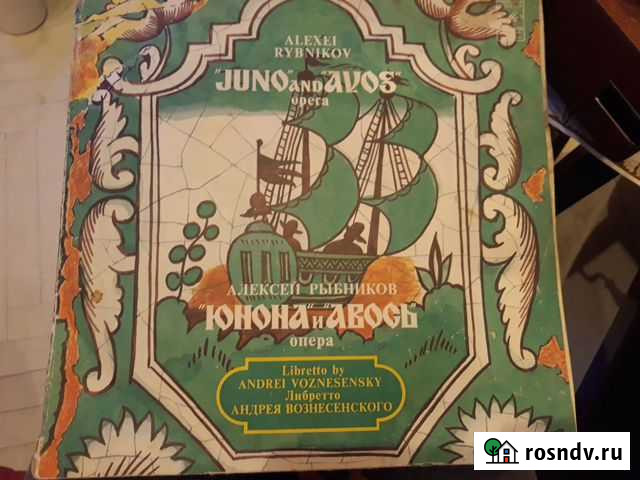 ALEXEI
RYBNIKOV
"JUNO" AND "AVOS"
opera
АЛЕКСЕЙ РЫБНИКОВ
"ЮНОНА" И "АВОСЬ"
опера
Libretto by
ANDREI VOZNESENSKY
Либретто
АНДРЕЯ ВОЗНЕСЕНСКОГО
rosndv.ru